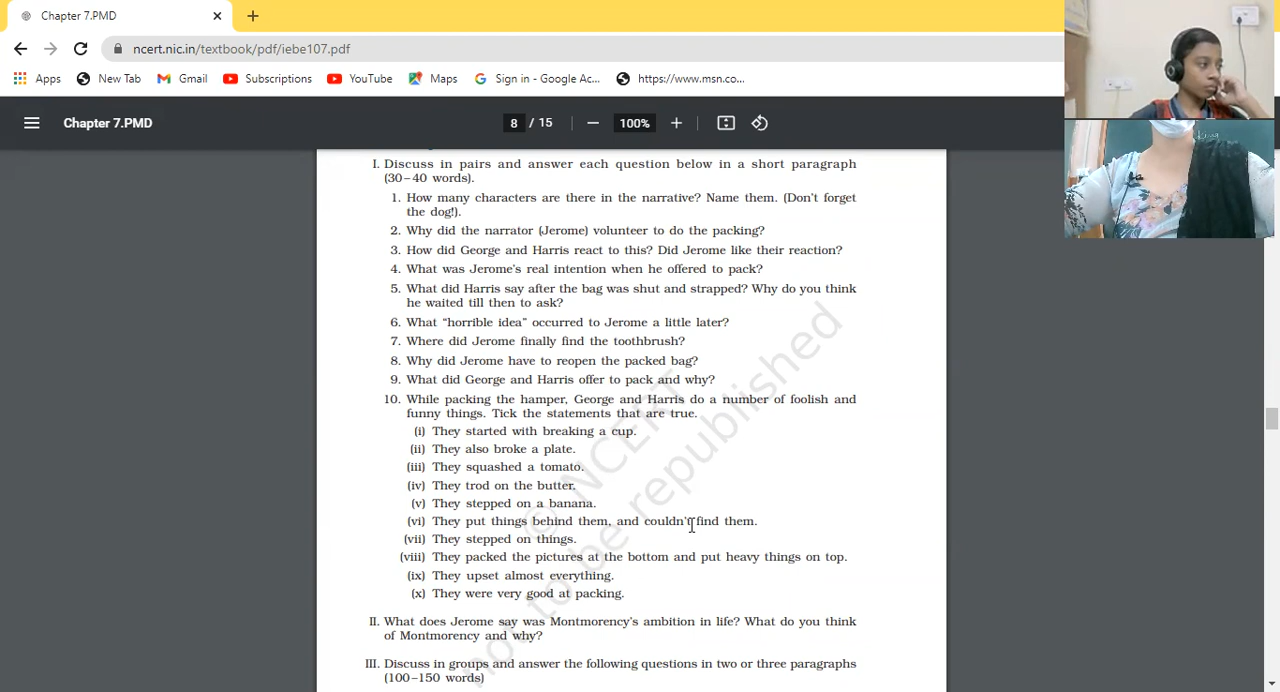 Chapter 7.PMD
ncert.nic.in/textbook/pdf/iebe107.pdf
Apps New Tab Gmail Subscriptions YouTube Maps Sign in - Google Ac... https://www.msn.co...
Chapter 7.PMD 8 / 15 100%
I. Discuss in pairs and answer each question below in a short paragraph
(30–40 words).
1. How many characters are there in the narrative? Name them. (Don't forget
the dog!).
2. Why did the narrator (Jerome) volunteer to do the packing?
3. How did George and Harris react to this? Did Jerome like their reaction?
4. What was Jerome's real intention when he offered to pack?
5. What did Harris say after the bag was shut and strapped? Why do you think
he waited till then to ask?
6. What “horrible idea” occurred to Jerome a little later?
7. Where did Jerome finally find the toothbrush?
8. Why did Jerome have to reopen the packed bag?
9. What did George and Harris offer to pack and why?
10. While packing the hamper, George and Harris do a number of foolish and
funny things. Tick the statements that are true.
(i) They started with breaking a cup.
(ii) They also broke a plate.
(iii) They squashed a tomato.
(iv) They trod on the butter.
(v) They stepped on a banana.
(vi) They put things behind them, and couldn't find them.
(vii) They stepped on things.
(viii) They packed the pictures at the bottom and put heavy things on top.
(ix) They upset almost everything.
(x) They were very good at packing.
II. What does Jerome say was Montmorency's ambition in life? What do you think
of Montmorency and why?
III. Discuss in groups and answer the following questions in two or three paragraphs
(100–150 words)
© NCERT
not to be republished